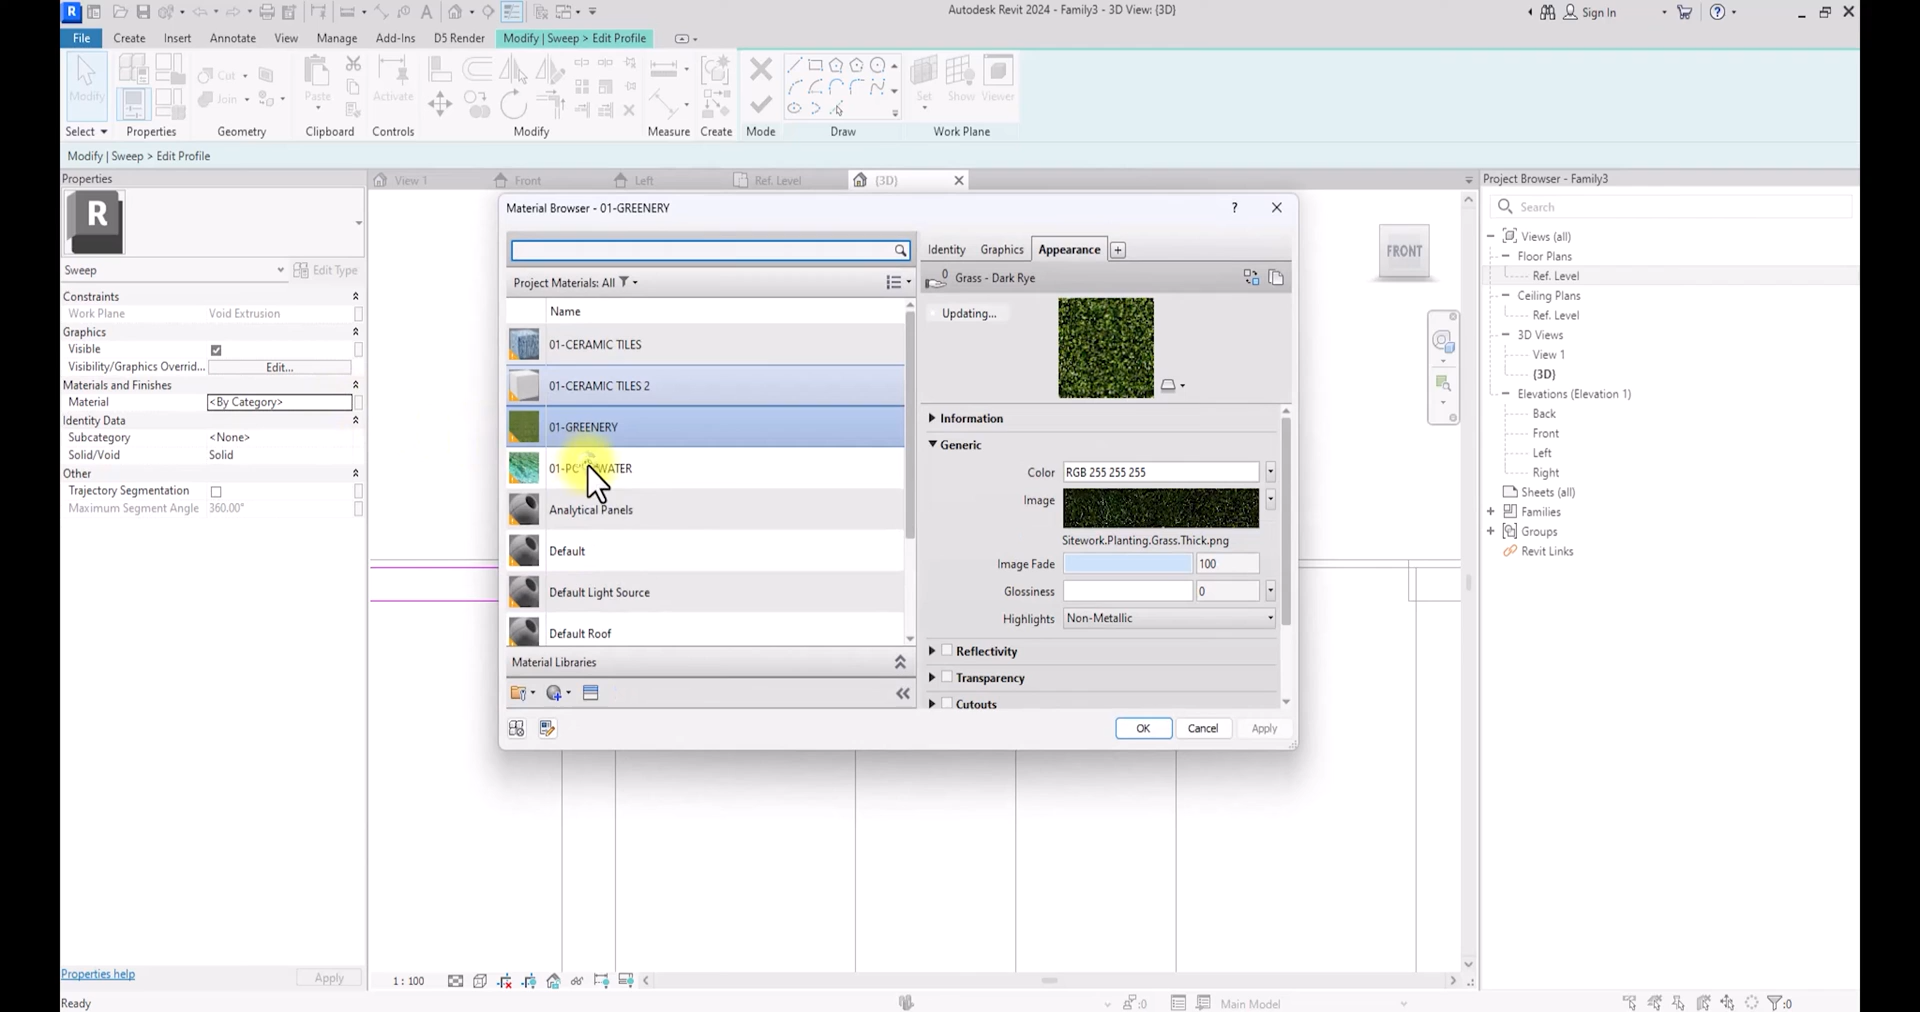 Autodesk Revit 2024 - Family3 - 3D View: {3D}
Sign In
File Create Insert Annotate View Manage Add-Ins D5 Render Modify | Sweep > Edit Profile
Modify
Cut
Join
Paste
Activate
Set Show Viewer
Select Properties Geometry Clipboard Controls Modify Measure Create Mode Draw Work Plane
Modify | Sweep > Edit Profile
Properties
View 1 Front Left Ref. Level {3D}
Project Browser - Family3
R
Sweep
Edit Type
Constraints
Work Plane Void Extrusion
Graphics
Visible
Visibility/Graphics Overrid... Edit...
Materials and Finishes
Material <By Category>
Identity Data
Subcategory <None>
Solid/Void Solid
Other
Trajectory Segmentation
Maximum Segment Angle 360.00°
Properties help
Apply
Material Browser - 01-GREENERY
Project Materials: All
Name
01-CERAMIC TILES
01-CERAMIC TILES 2
01-GREENERY
WATER
Analytical Panels
Default
Default Light Source
Default Roof
Material Libraries
Identity Graphics Appearance
0
Grass - Dark Rye
Updating...
Information
Generic
Color RGB 255 255 255
Image
Sitework.Planting.Grass.Thick.png
Image Fade 100
Glossiness 0
Highlights Non-Metallic
Reflectivity
Transparency
Cutouts
OK Cancel Apply
FRONT
Search
Views (all)
Floor Plans
Ref. Level
Ceiling Plans
Ref. Level
3D Views
View 1
{3D}
Elevations (Elevation 1)
Back
Front
Left
Right
Sheets (all)
Families
Groups
Revit Links
1 : 100
Ready
:0
Main Model
:0